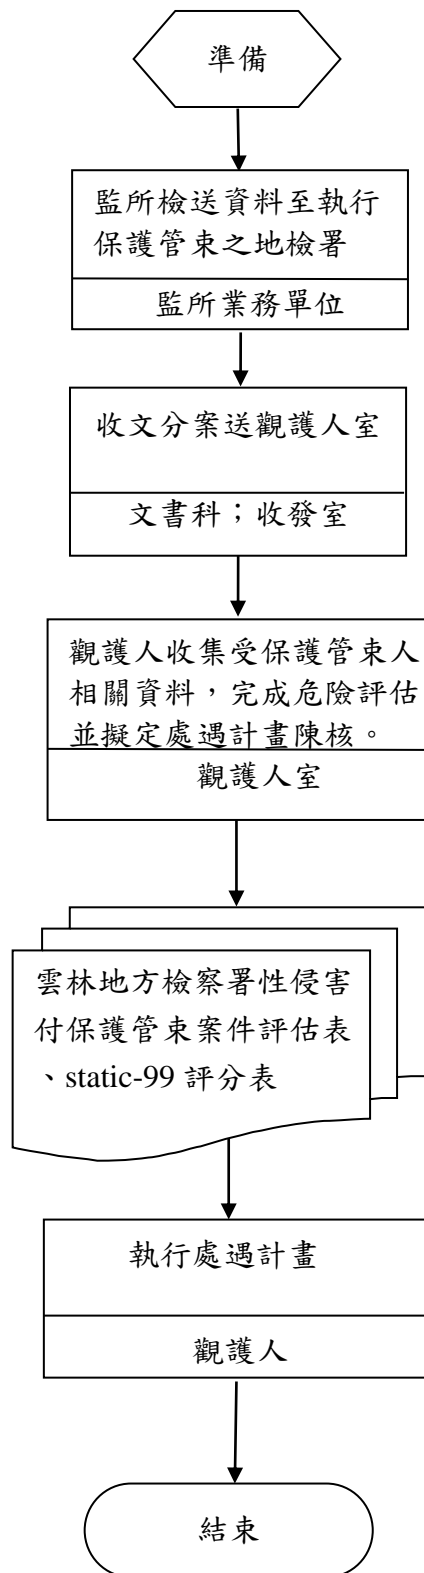 準備
監所檢送資料至執行
保護管束之地檢署
監所業務單位
收文分案送觀護人室
文書科；收發室
觀護人收集受保護管束人
相關資料，完成危險評估
並擬定處遇計畫陳核。
觀護人室
雲林地方檢察署性侵害
付保護管束案件評估表
、static-99 評分表
執行處遇計畫
觀護人
結束